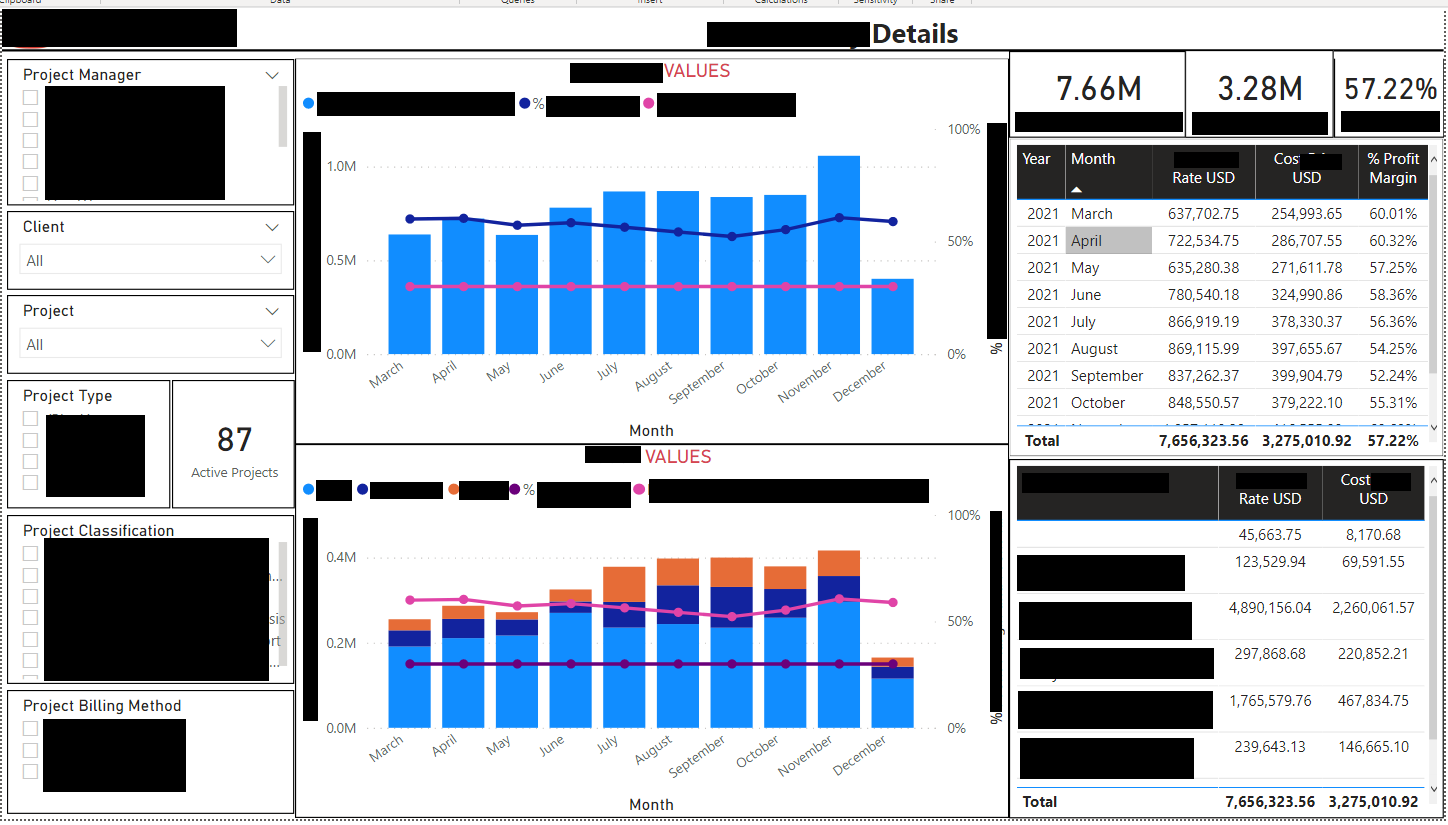 Clipboard
Data
Queries
Insert
Calculations
Sensitivity
Share
Details
Project Manager
Client
All
Project
All
Project Type
87
Active Projects
Project Classification
...
sis
ort
...
Project Billing Method
VALUES
%
1.0M
0.5M
0.0M
100%
50%
0%
%
March
April
May
June
July
August
September
October
November
December
Month
VALUES
%
0.4M
0.2M
0.0M
100%
50%
0%
%
March
April
May
June
July
August
September
October
November
December
Month
7.66M
3.28M
57.22%
Year Month Rate USD Cost USD % Profit Margin
2021 March 637,702.75 254,993.65 60.01%
2021 April 722,534.75 286,707.55 60.32%
2021 May 635,280.38 271,611.78 57.25%
2021 June 780,540.18 324,990.86 58.36%
2021 July 866,919.19 378,330.37 56.36%
2021 August 869,115.99 397,655.67 54.25%
2021 September 837,262.37 399,904.79 52.24%
2021 October 848,550.57 379,222.10 55.31%
Total 7,656,323.56 3,275,010.92 57.22%
Rate USD Cost USD
45,663.75 8,170.68
123,529.94 69,591.55
4,890,156.04 2,260,061.57
297,868.68 220,852.21
1,765,579.76 467,834.75
239,643.13 146,665.10
Total 7,656,323.56 3,275,010.92